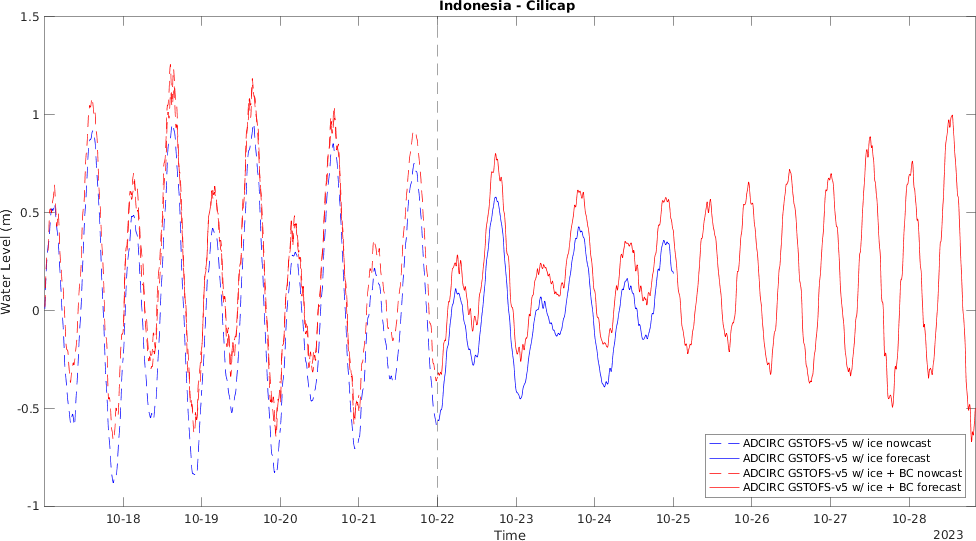 Indonesia - Cilicap
1.5
1
0.5
0
-0.5
-1
Water Level (m)
10-18 10-19 10-20 10-21 10-22 10-23 10-24 10-25 10-26 10-27 10-28
Time
2023
ADCIRC GSTOFS-v5 w/ ice nowcast
ADCIRC GSTOFS-v5 w/ ice forecast
ADCIRC GSTOFS-v5 w/ ice + BC nowcast
ADCIRC GSTOFS-v5 w/ ice + BC forecast